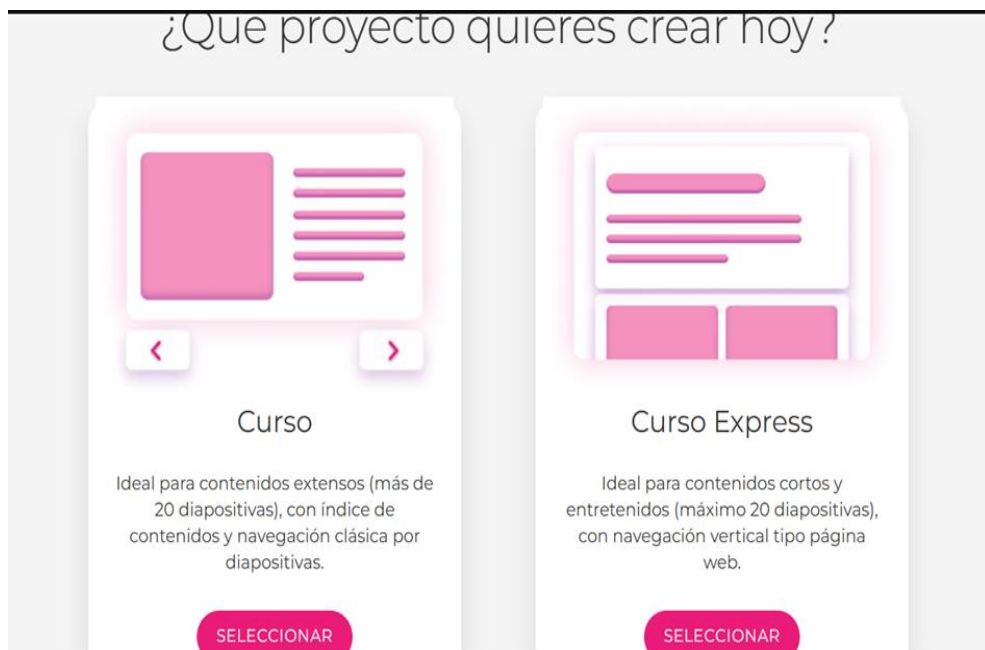 ¿Que proyecto quieres crear hoy?
Curso
Ideal para contenidos extensos (más de
20 diapositivas), con índice de
contenidos y navegación clásica por
diapositivas.
SELECCIONAR
Curso Express
Ideal para contenidos cortos y
entretenidos (máximo 20 diapositivas),
con navegación vertical tipo página
web.
SELECCIONAR